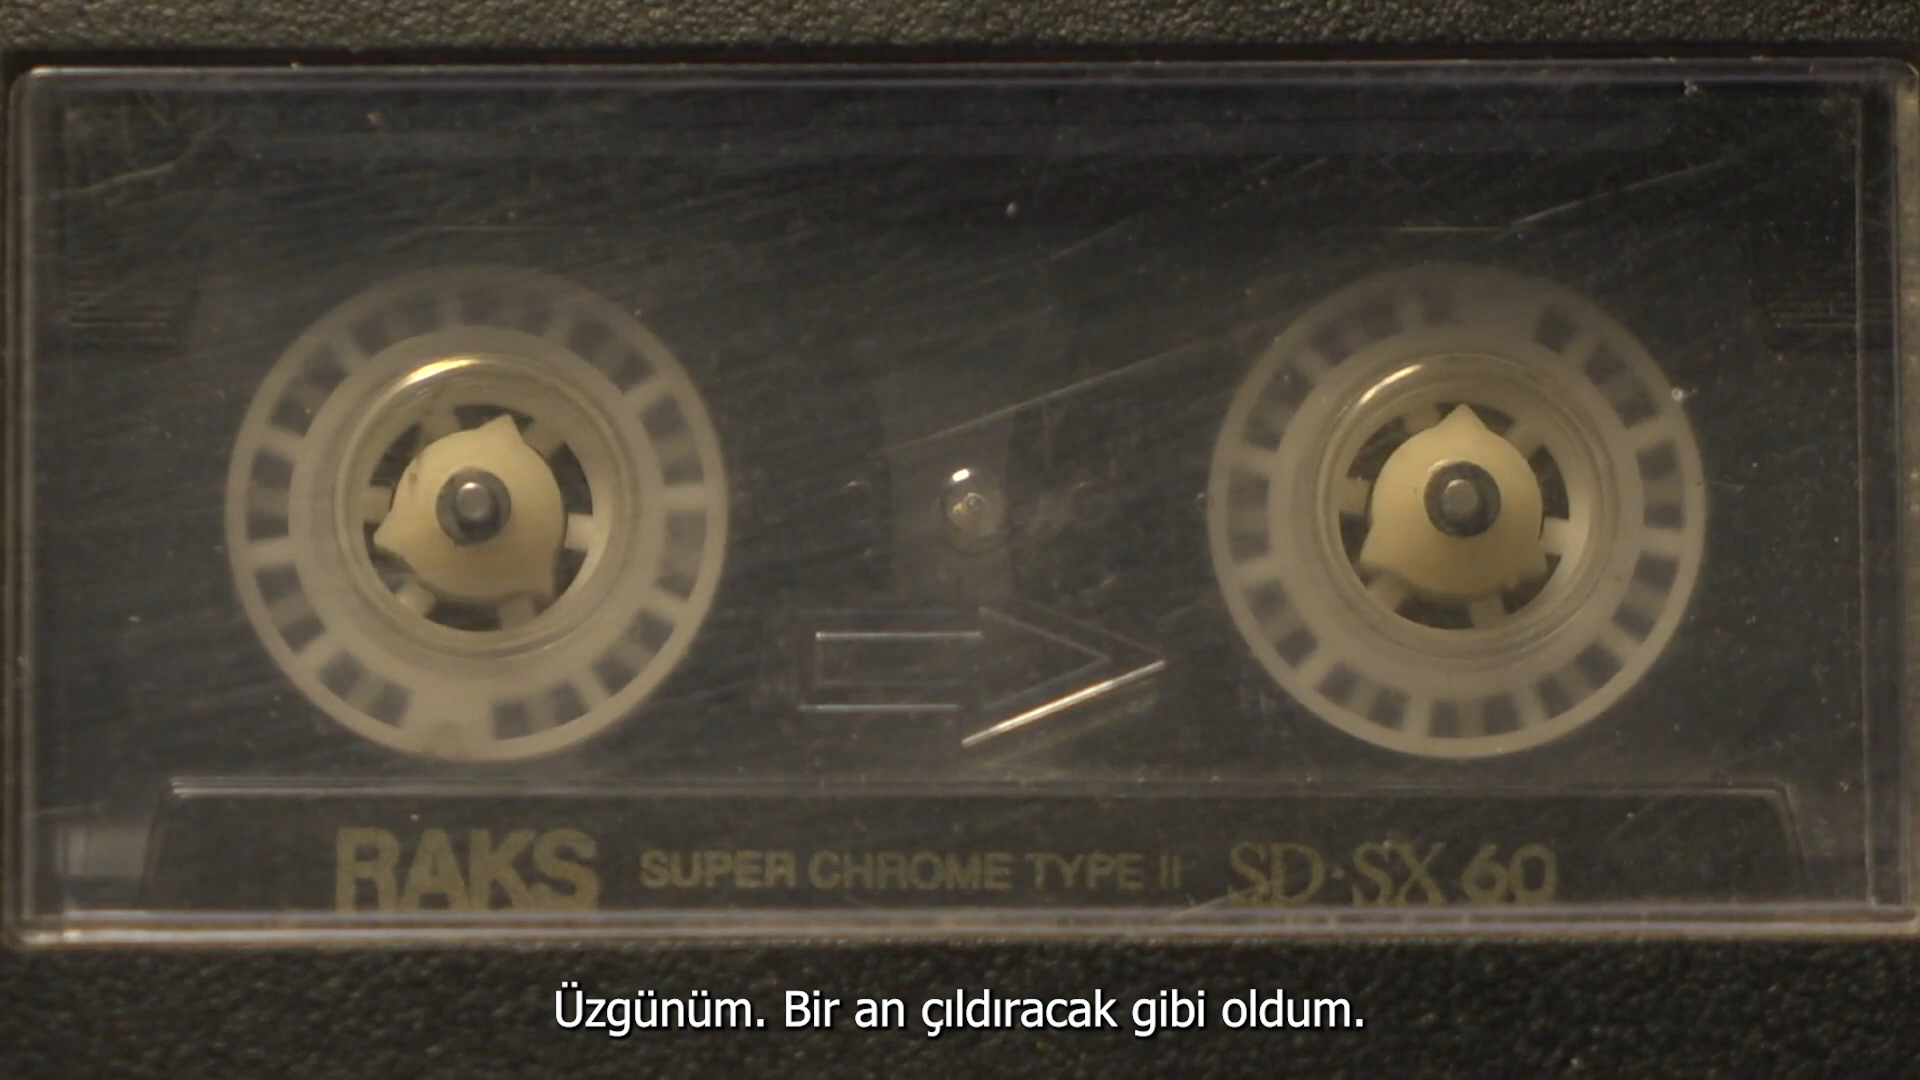 RAKS SUPER CHROME TYPE II SD·SX 60
Üzgünüm. Bir an çıldıracak gibi oldum.